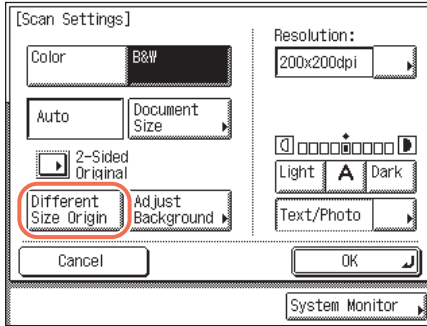 [Scan Settings]
Color
B&W
Auto
Document
Size
2-Sided
Original
Different
Size Origin
Adjust
Background
Cancel
Resolution:
200x200dpi
Light
A
Dark
Text/Photo
OK
System Monitor